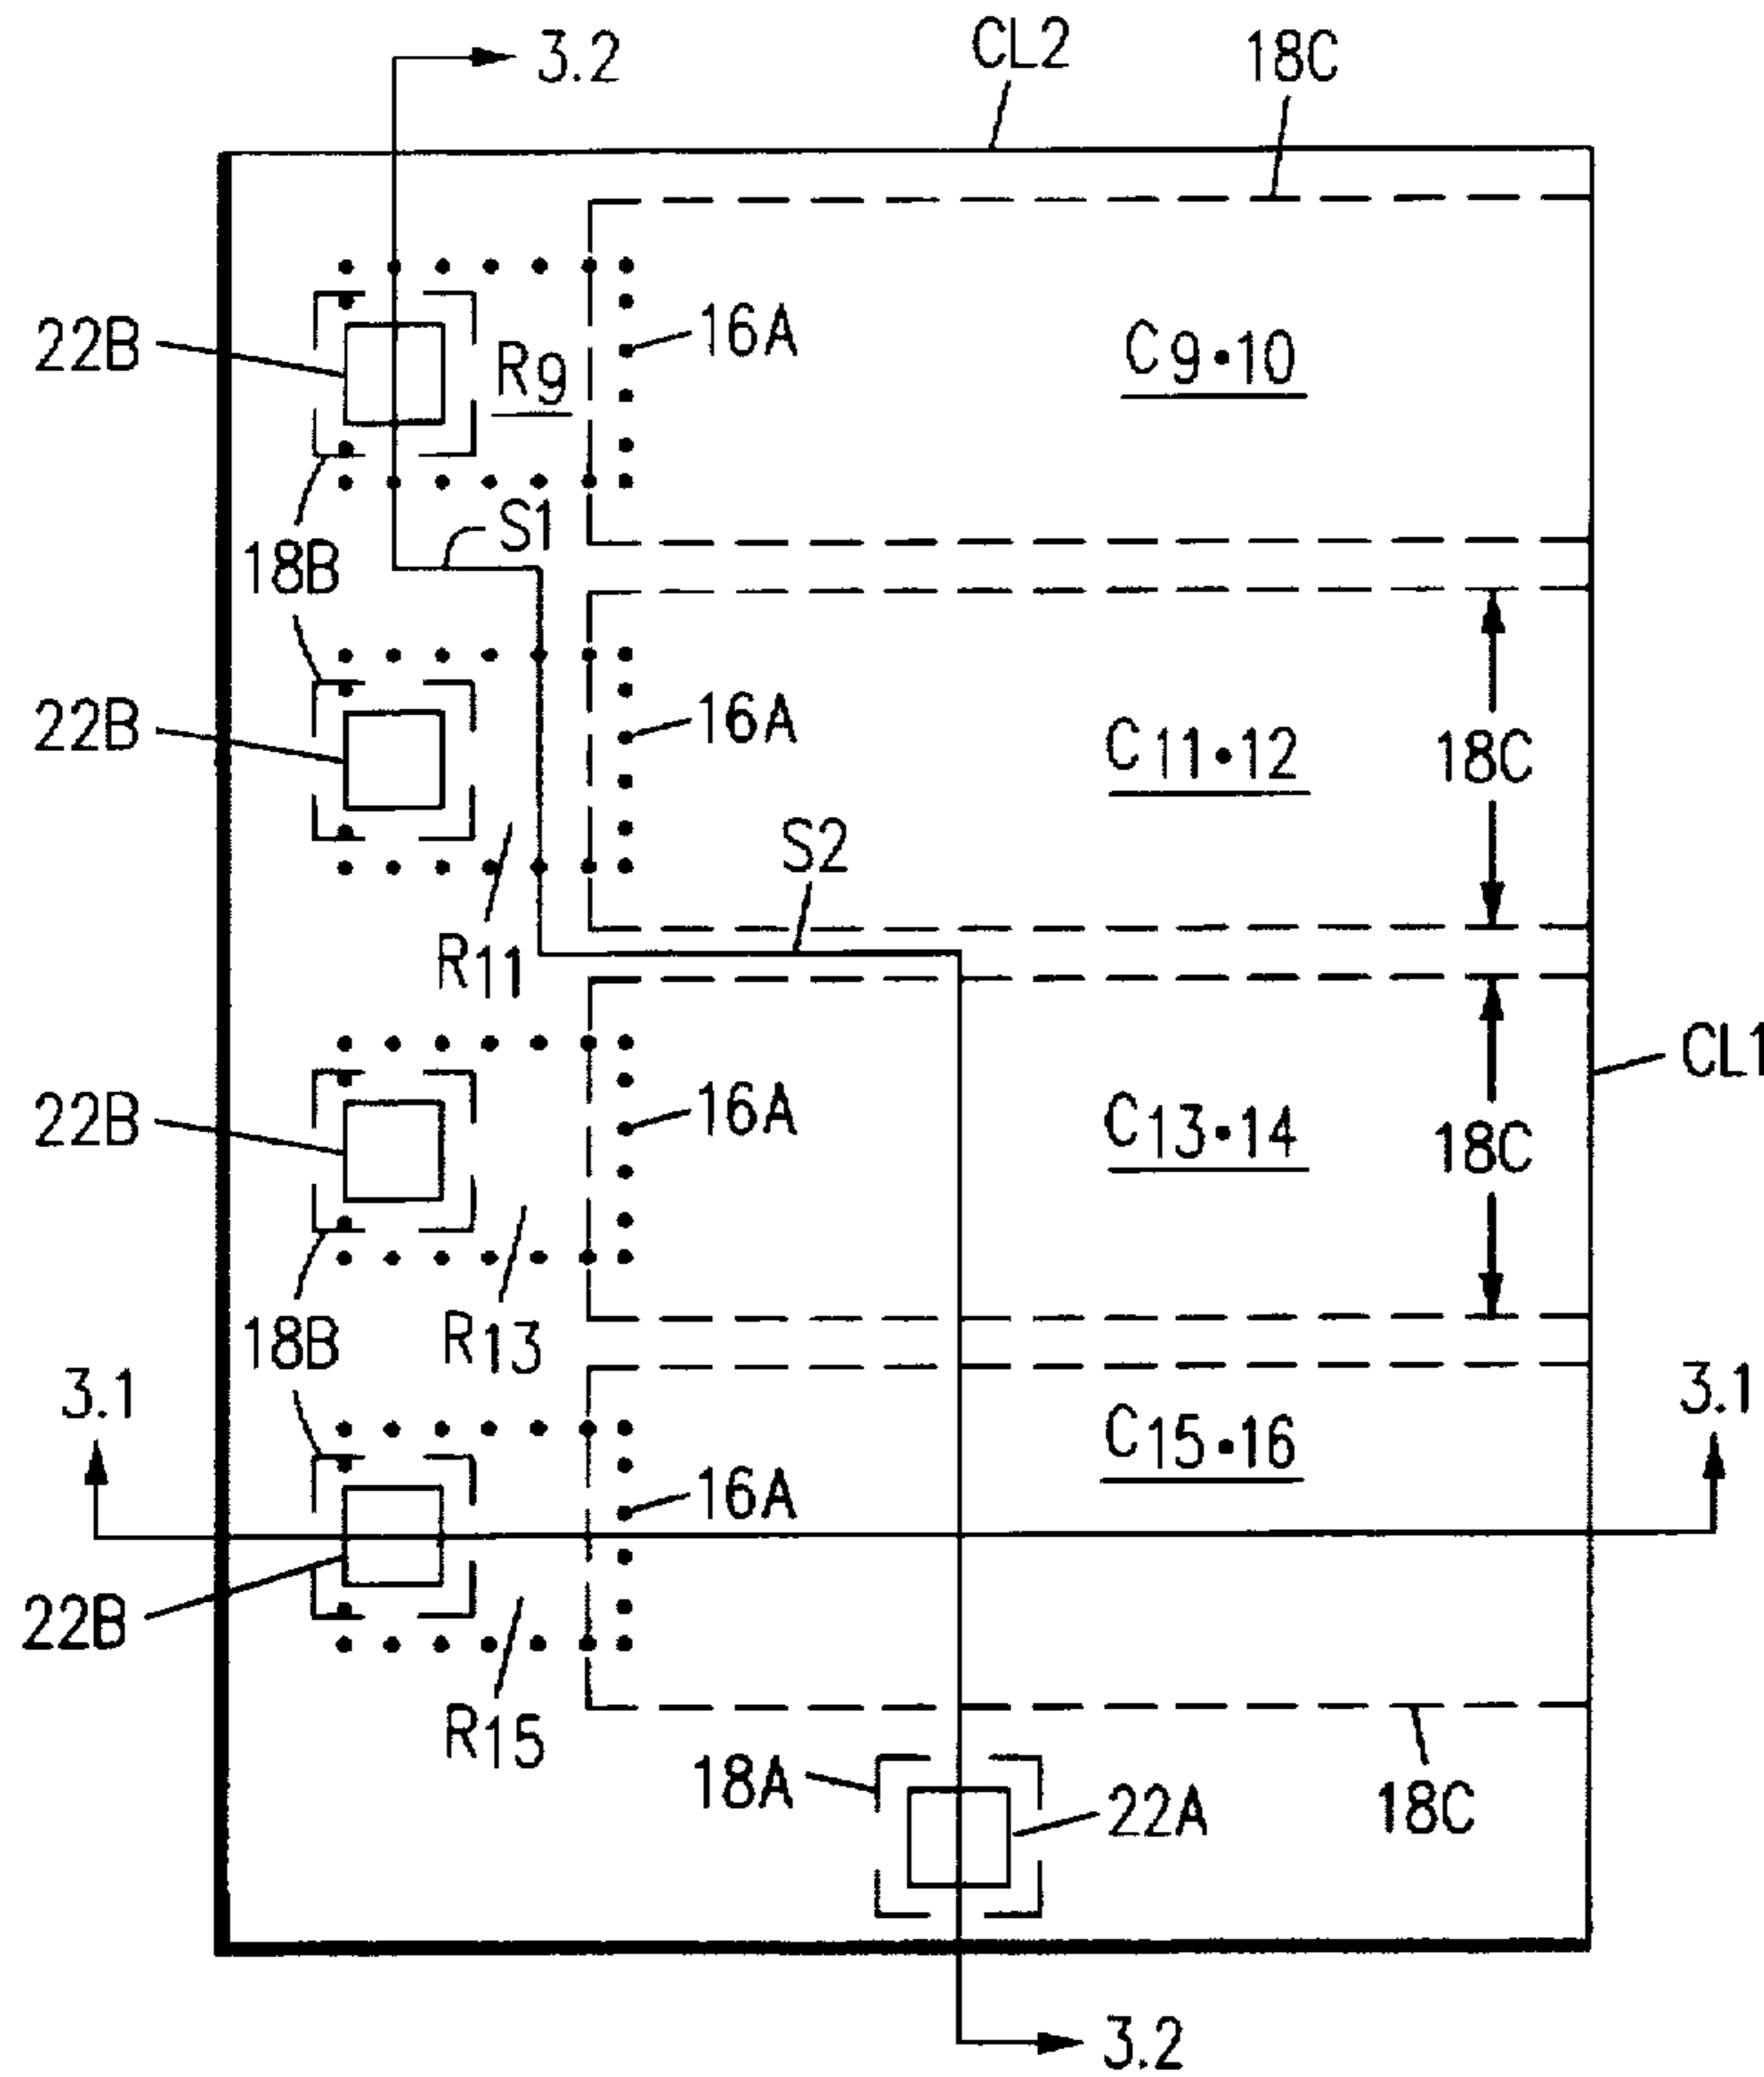 3.2
CL2
18C
22B
R9
16A
C9•10
S1
18B
22B
16A
C11•12
18C
S2
R11
CL1
22B
16A
C13•14
18C
18B
R13
3.1
3.1
C15•16
16A
22B
R15
18A
22A
18C
3.2